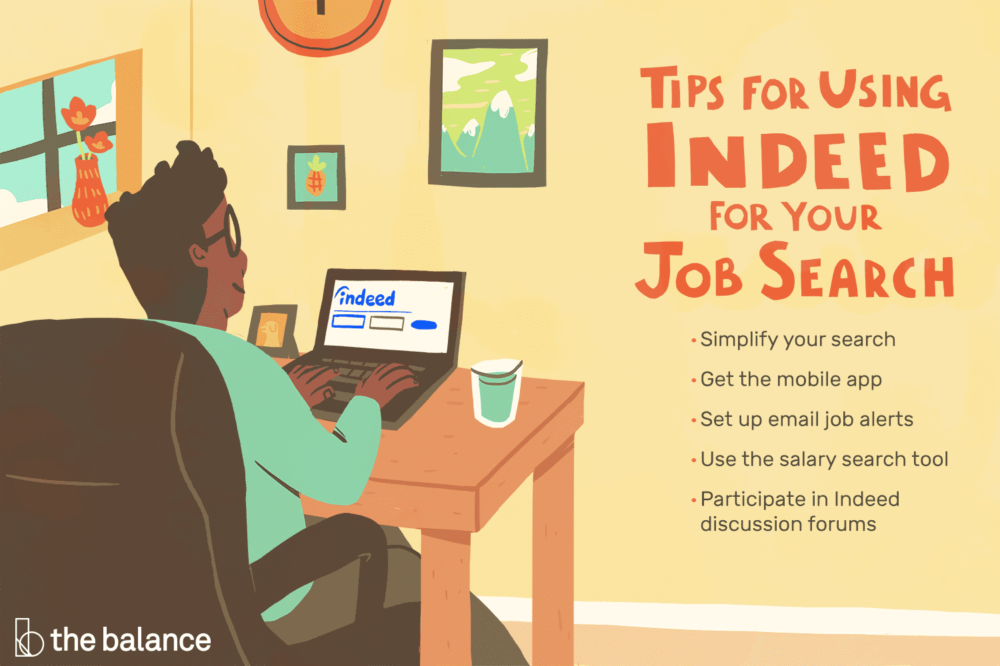 TIPS FOR USING
INDEED
FOR YOUR
JOB SEARCH
indeed
• Simplify your search
• Get the mobile app
• Set up email job alerts
• Use the salary search tool
• Participate in Indeed
discussion forums
b the balance